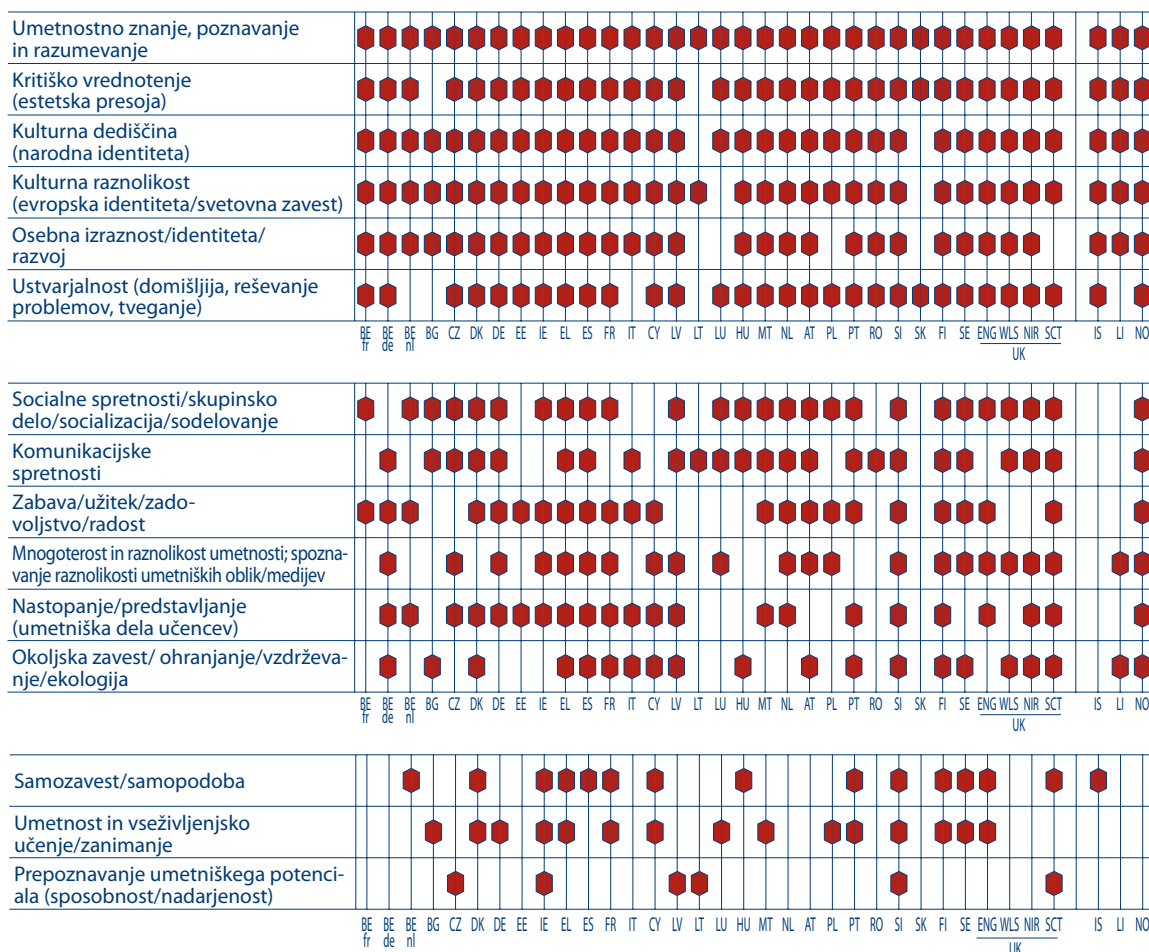 Umetnostno znanje, poznavanje
in razumevanje
Kritiško vrednotenje
(estetska presoja)
Kulturna dediščina
(narodna identiteta)
Kulturna raznolikost
(evropska identiteta/svetovna zavest)
Osebna izraznost/identiteta/
razvoj
Ustvarjalnost (domišljija, reševanje
problemov, tveganje)
BE BE BE BG CZ DK DE EE IE EL ES FR IT CY LV LT LU HU MT NL AT PL PT RO SI SK FI SE ENG WLS NIR SCT IS LI NO
fr de nl
UK
Socialne spretnosti/skupinsko
delo/socializacija/sodelovanje
Komunikacijske
spretnosti
Zabava/užitek/zado-
voljstvo/radost
Mnogoterost in raznolikost umetnosti; spozna-
vanje raznolikosti umetniških oblik/medijev
Nastopanje/predstavljanje
(umetniška dela učencev)
Okoljska zavest/ ohranjanje/vzdrževa-
nje/ekologija
BE BE BE BG CZ DK DE EE IE EL ES FR IT CY LV LT LU HU MT NL AT PL PT RO SI SK FI SE ENG WLS NIR SCT IS LI NO
fr de nl
UK
Samozavest/samopodoba
Umetnost in vseživljenjsko
učenje/zanimanje
Prepoznavanje umetniškega potenci-
ala (sposobnost/nadarjenost)
BE BE BE BG CZ DK DE EE IE EL ES FR IT CY LV LT LU HU MT NL AT PL PT RO SI SK FI SE ENG WLS NIR SCT IS LI NO
fr de nl
UK